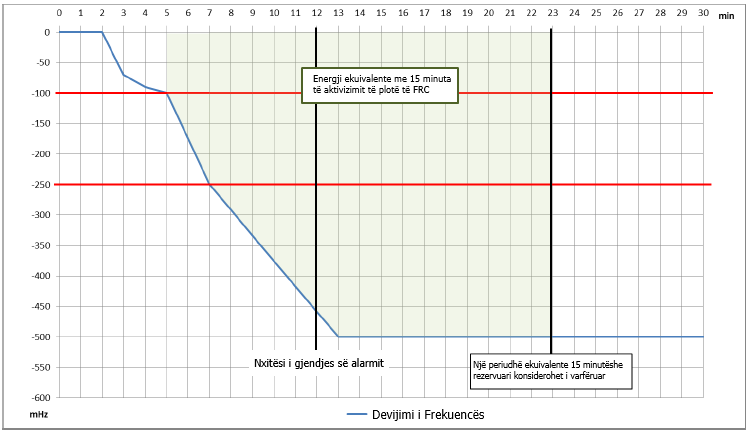 0 1 2 3 4 5 6 7 8 9 10 11 12 13 14 15 16 17 18 19 20 21 22 23 24 25 26 27 28 29 30
min
0
-50
-100
-150
-200
-250
-300
-350
-400
-450
-500
-550
-600
mHz
Energji ekuivalente me 15 minuta
të aktivizimit të plotë të FRC
Nxitësi i gjendjes së alarmit
Një periudhë ekuivalente 15 minutëshe
rezervuari konsiderohet i varfëruar
Devijimi i Frekuencës